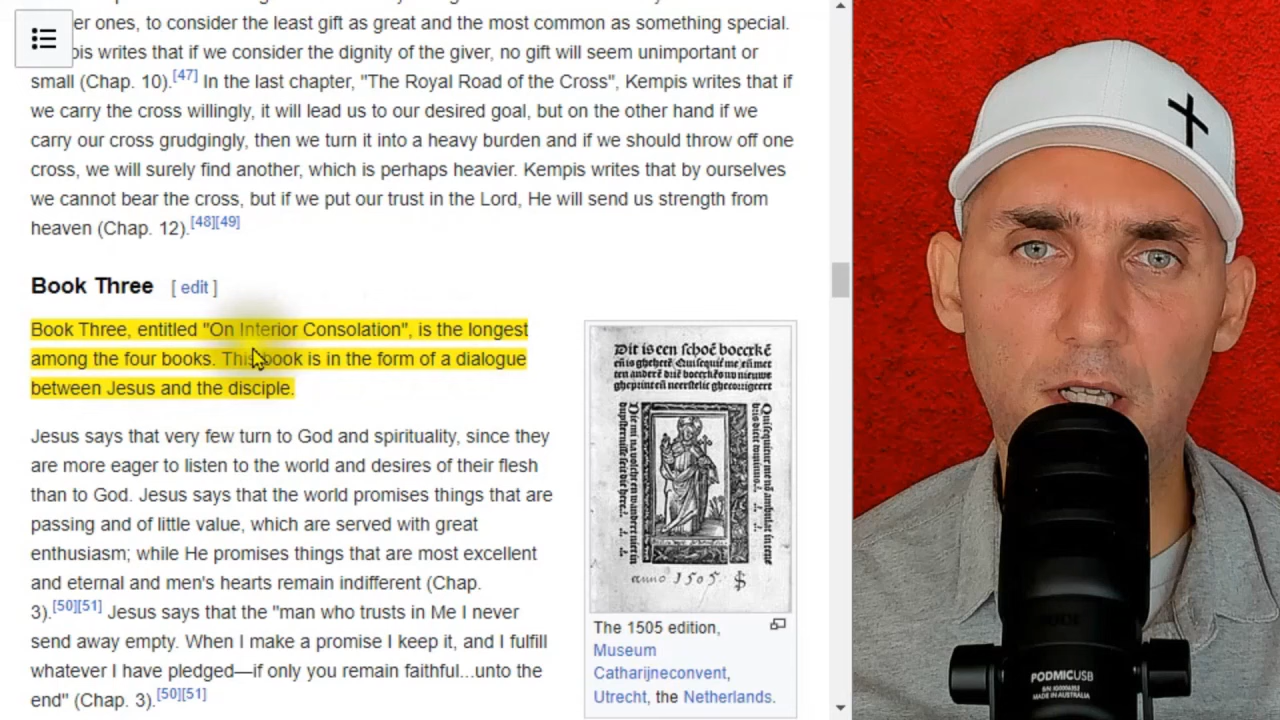 er ones, to consider the least gift as great and the most common as something special.
pis writes that if we consider the dignity of the giver, no gift will seem unimportant or
small (Chap. 10).[47] In the last chapter, "The Royal Road of the Cross", Kempis writes that if
we carry the cross willingly, it will lead us to our desired goal, but on the other hand if we
carry our cross grudgingly, then we turn it into a heavy burden and if we should throw off one
cross, we will surely find another, which is perhaps heavier. Kempis writes that by ourselves
we cannot bear the cross, but if we put our trust in the Lord, He will send us strength from
heaven (Chap. 12).[48][49]
Book Three [ edit ]
Book Three, entitled "On Interior Consolation", is the longest
among the four books. This book is in the form of a dialogue
between Jesus and the disciple.
Jesus says that very few turn to God and spirituality, since they
are more eager to listen to the world and desires of their flesh
than to God. Jesus says that the world promises things that are
passing and of little value, which are served with great
enthusiasm; while He promises things that are most excellent
and eternal and men's hearts remain indifferent (Chap.
3).[50][51] Jesus says that the "man who trusts in Me I never
send away empty. When I make a promise I keep it, and I fulfill
whatever I have pledged—if only you remain faithful...unto the
end" (Chap. 3).[50][51]
anno 1505
The 1505 edition,
Museum
Catharijneconvent,
Utrecht, the Netherlands.
PODMICUSB
MADE IN AUSTRALIA